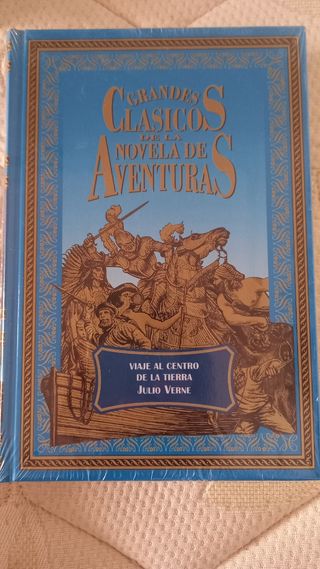 GRANDES
CLASICOS
DE LA
NOVELA DE
AVENTURAS
VIAJE AL CENTRO
DE LA TIERRA
JULIO VERNE